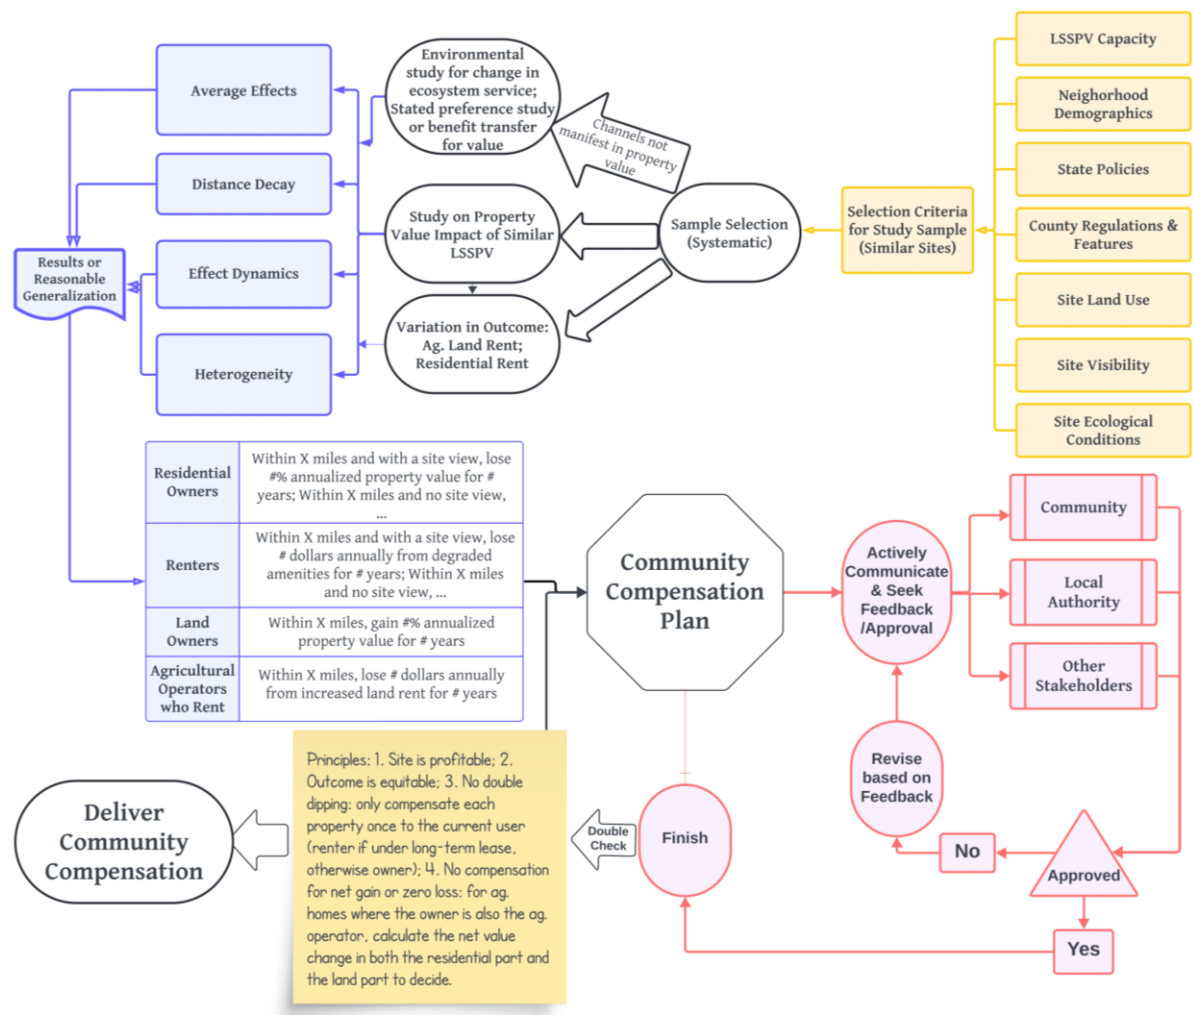 Environmental
study for change in
ecosystem service;
Stated preference study
or benefit transfer
for value
Average Effects
Distance Decay
Effect Dynamics
Heterogeneity
Results or
Reasonable
Generalization
Study on Property
Value Impact of Similar
LSSPV
Variation in Outcome:
Ag. Land Rent;
Residential Rent
Channels not
manifest in property
value
Sample Selection
(Systematic)
Selection Criteria
for Study Sample
(Similar Sites)
LSSPV Capacity
Neighorhood
Demographics
State Policies
County Regulations &
Features
Site Land Use
Site Visibility
Site Ecological
Conditions
Residential
Owners
Within X miles and with a site view, lose
#% annualized property value for #
years; Within X miles and no site view,
...
Renters
Within X miles and with a site view, lose
# dollars annually from degraded
amenities for # years; Within X miles
and no site view, ...
Land
Owners
Within X miles, gain #% annualized
property value for # years
Agricultural
Operators
who Rent
Within X miles, lose # dollars annually
from increased land rent for # years
Community
Compensation
Plan
Actively
Communicate
& Seek
Feedback
/Approval
Community
Local
Authority
Other
Stakeholders
Revise
based on
Feedback
No
Approved
Yes
Finish
Double
Check
Principles: 1. Site is profitable; 2.
Outcome is equitable; 3. No double
dipping: only compensate each
property once to the current user
(renter if under long-term lease,
otherwise owner); 4. No compensation
for net gain or zero loss: for ag.
homes where the owner is also the ag.
operator, calculate the net value
change in both the residential part and
the land part to decide.
Deliver
Community
Compensation